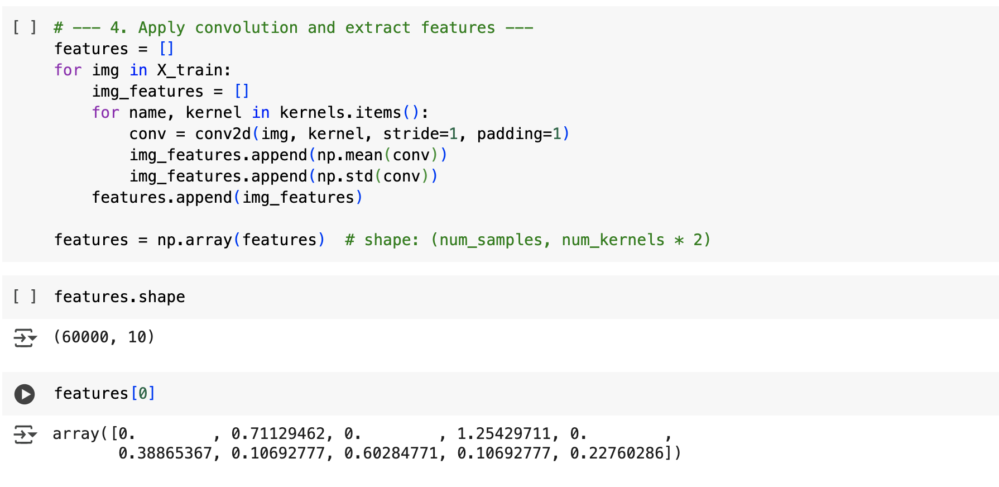 [ ] # --- 4. Apply convolution and extract features ---
features = []
for img in X_train:
    img_features = []
    for name, kernel in kernels.items():
        conv = conv2d(img, kernel, stride=1, padding=1)
        img_features.append(np.mean(conv))
        img_features.append(np.std(conv))
    features.append(img_features)
features = np.array(features)  # shape: (num_samples, num_kernels * 2)
[ ] features.shape
(60000, 10)
features[0]
array([0.        , 0.71129462, 0.        , 1.25429711, 0.        ,
       0.38865367, 0.10692777, 0.60284771, 0.10692777, 0.22760286])